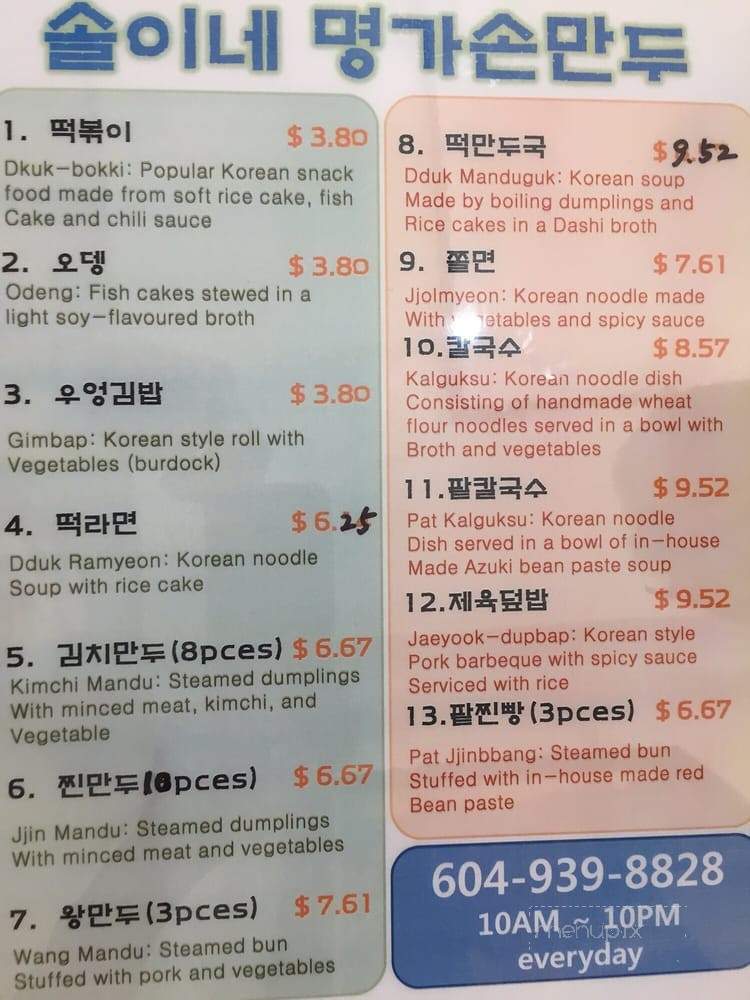 솔이네 명가손만두
1. 떡볶이 $ 3.80
Dkuk-bokki: Popular Korean snack
food made from soft rice cake, fish
Cake and chili sauce
2. 오뎅 $ 3.80
Odeng: Fish cakes stewed in a
light soy-flavoured broth
3. 우엉김밥 $ 3.80
Gimbap: Korean style roll with
Vegetables (burdock)
4. 떡라면 $ 6.25
Dduk Ramyeon: Korean noodle
Soup with rice cake
5. 김치만두(8pces) $ 6.67
Kimchi Mandu: Steamed dumplings
With minced meat, kimchi, and
Vegetable
6. 찐만두(pces) $ 6.67
Jjin Mandu: Steamed dumplings
With minced meat and vegetables
7. 왕만두(3pces) $ 7.61
Wang Mandu: Steamed bun
Stuffed with pork and vegetables
8. 떡만두국 $ 9.52
Dduk Manduguk: Korean soup
Made by boiling dumplings and
Rice cakes in a Dashi broth
9. 쫄면 $ 7.61
Jjolmyeon: Korean noodle made
With and spicy sauce
10.칼국수 $ 8.57
Kalguksu: Korean noodle dish
Consisting of handmade wheat
flour noodles served in a bowl with
Broth and vegetables
11.팥칼국수 $ 9.52
Pat Kalguksu: Korean noodle
Dish served in a bowl of in-house
Made Azuki bean paste soup
12.제육덮밥 $ 9.52
Jaeyook-dupbap: Korean style
Pork barbeque with spicy sauce
Serviced with rice
13.팥찐빵(3pces) $ 6.67
Pat Jjinbbang: Steamed bun
Stuffed with in-house made red
Bean paste
604-939-8828
10AM ~ 10PM
menupix
everyday